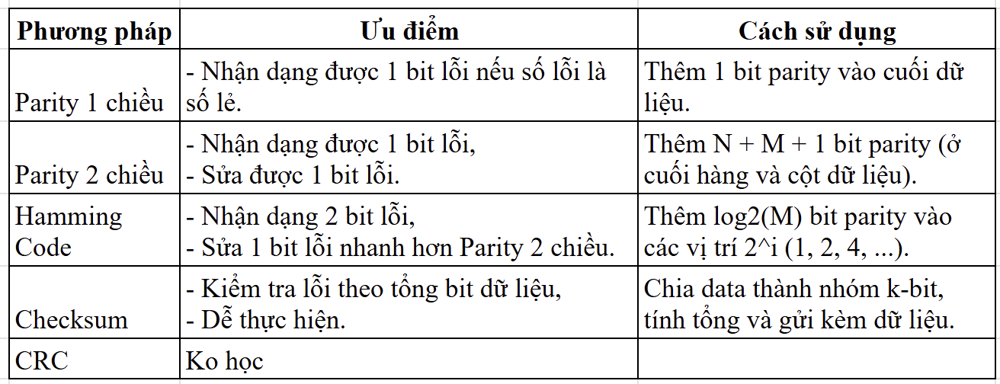 Phương pháp
Ưu điểm
Cách sử dụng
Parity 1 chiều
- Nhận dạng được 1 bit lỗi nếu số lỗi là
số lẻ.
Thêm 1 bit parity vào cuối dữ
liệu.
Parity 2 chiều
- Nhận dạng được 1 bit lỗi,
- Sửa được 1 bit lỗi.
Thêm N + M + 1 bit parity (ở
cuối hàng và cột dữ liệu).
Hamming
Code
- Nhận dạng 2 bit lỗi,
- Sửa 1 bit lỗi nhanh hơn Parity 2 chiều.
Thêm log2(M) bit parity vào
các vị trí 2^i (1, 2, 4, ...).
Checksum
- Kiểm tra lỗi theo tổng bit dữ liệu,
- Dễ thực hiện.
Chia data thành nhóm k-bit,
tính tổng và gửi kèm dữ liệu.
CRC
Ko học